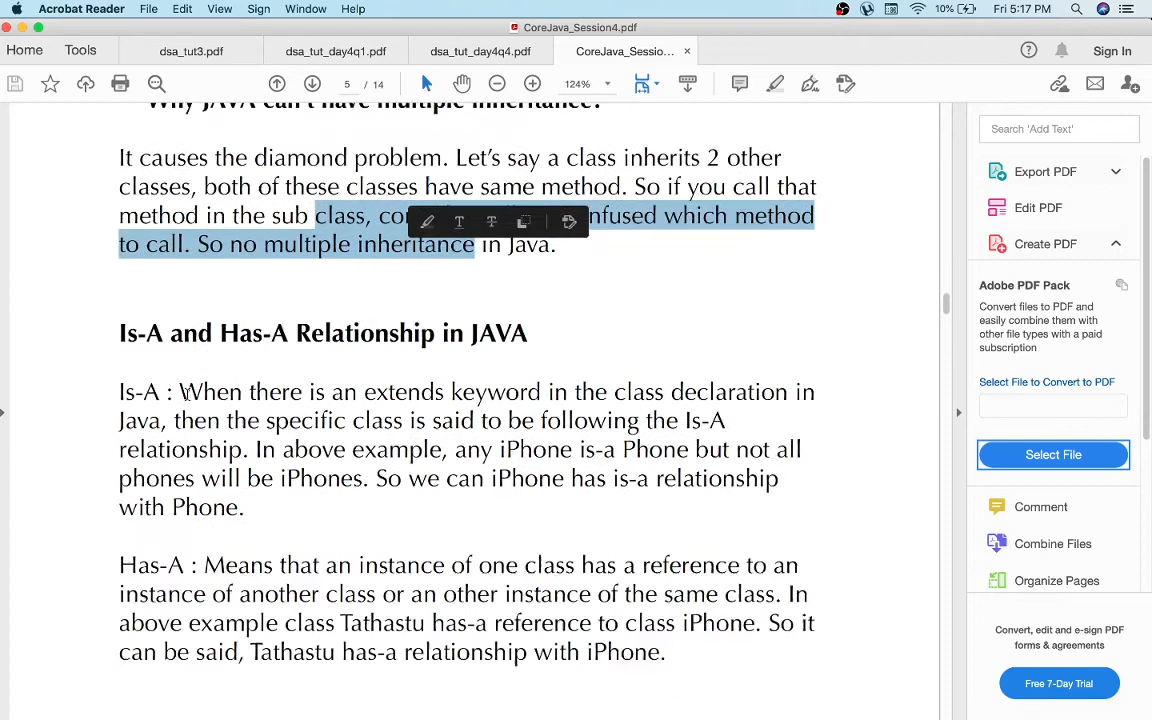 Acrobat Reader File Edit View Sign Window Help 10% Fri 5:17 PM
CoreJava_Session4.pdf
Home Tools dsa_tut3.pdf dsa_tut_day4q1.pdf dsa_tut_day4q4.pdf CoreJava_Sessio... × Sign In
5 / 14 124%
Why JAVA can't have multiple inheritance?
It causes the diamond problem. Let's say a class inherits 2 other
classes, both of these classes have same method. So if you call that
method in the sub class, which method
to call. So no multiple inheritance in Java.
Is-A and Has-A Relationship in JAVA
Is-A : When there is an extends keyword in the class declaration in
Java, then the specific class is said to be following the Is-A
relationship. In above example, any iPhone is-a Phone but not all
phones will be iPhones. So we can iPhone has is-a relationship
with Phone.
Has-A : Means that an instance of one class has a reference to an
instance of another class or an other instance of the same class. In
above example class Tathastu has-a reference to class iPhone. So it
can be said, Tathastu has-a relationship with iPhone.
Search 'Add Text'
Export PDF
Edit PDF
Create PDF
Adobe PDF Pack
Convert files to PDF and
easily combine them with
other file types with a paid
subscription
Select File to Convert to PDF
Select File
Comment
Combine Files
Organize Pages
Convert, edit and e-sign PDF
forms & agreements
Free 7-Day Trial